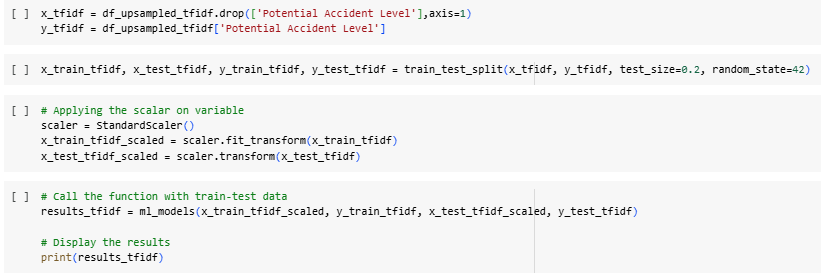 [ ] x_tfidf = df_upsampled_tfidf.drop(['Potential Accident Level'],axis=1)
y_tfidf = df_upsampled_tfidf['Potential Accident Level']
[ ] x_train_tfidf, x_test_tfidf, y_train_tfidf, y_test_tfidf = train_test_split(x_tfidf, y_tfidf, test_size=0.2, random_state=42)
[ ] # Applying the scalar on variable
scaler = StandardScaler()
x_train_tfidf_scaled = scaler.fit_transform(x_train_tfidf)
x_test_tfidf_scaled = scaler.transform(x_test_tfidf)
[ ] # Call the function with train-test data
results_tfidf = ml_models(x_train_tfidf_scaled, y_train_tfidf, x_test_tfidf_scaled, y_test_tfidf)
# Display the results
print(results_tfidf)